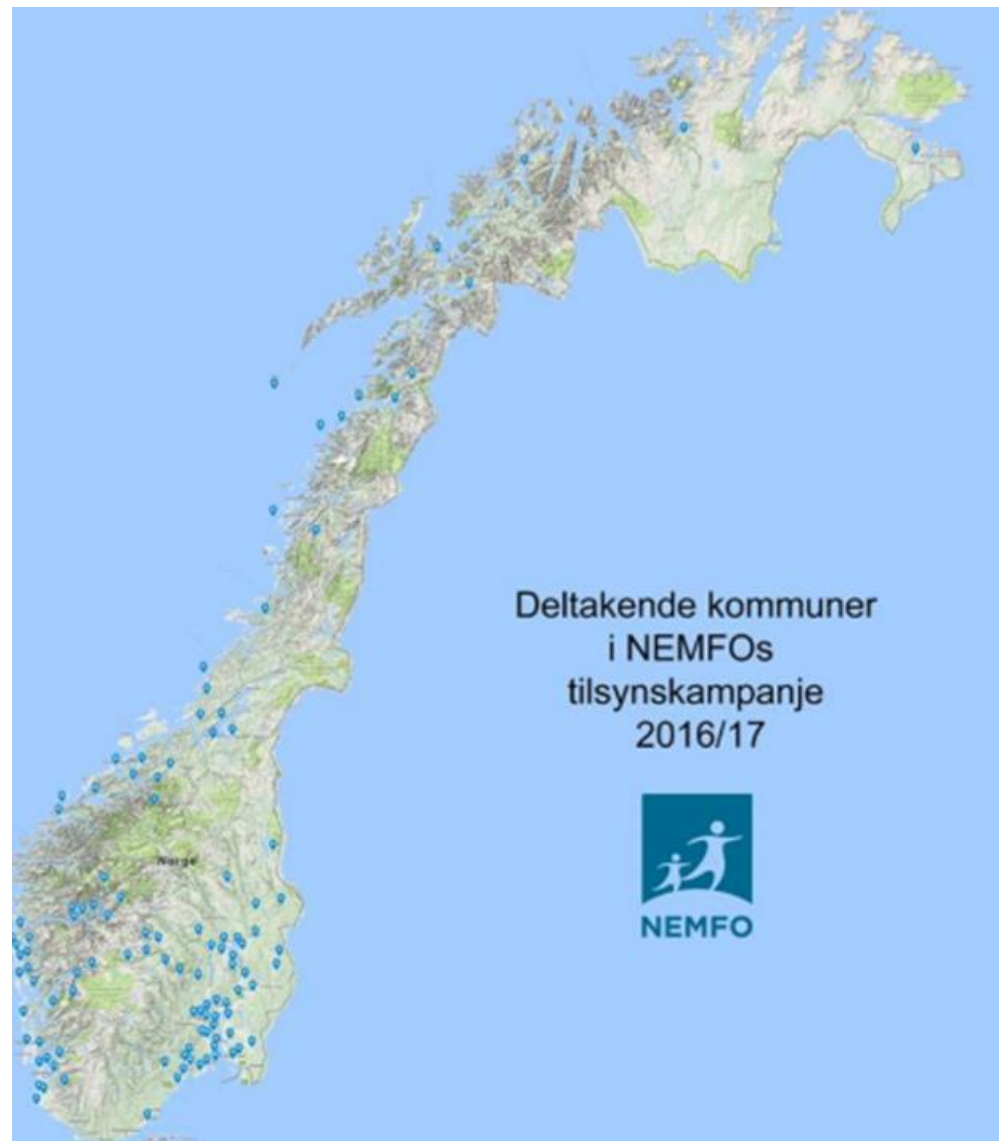 Norge
Deltakende kommuner
i NEMFOs
tilsynskampanje
2016/17
NEMFO